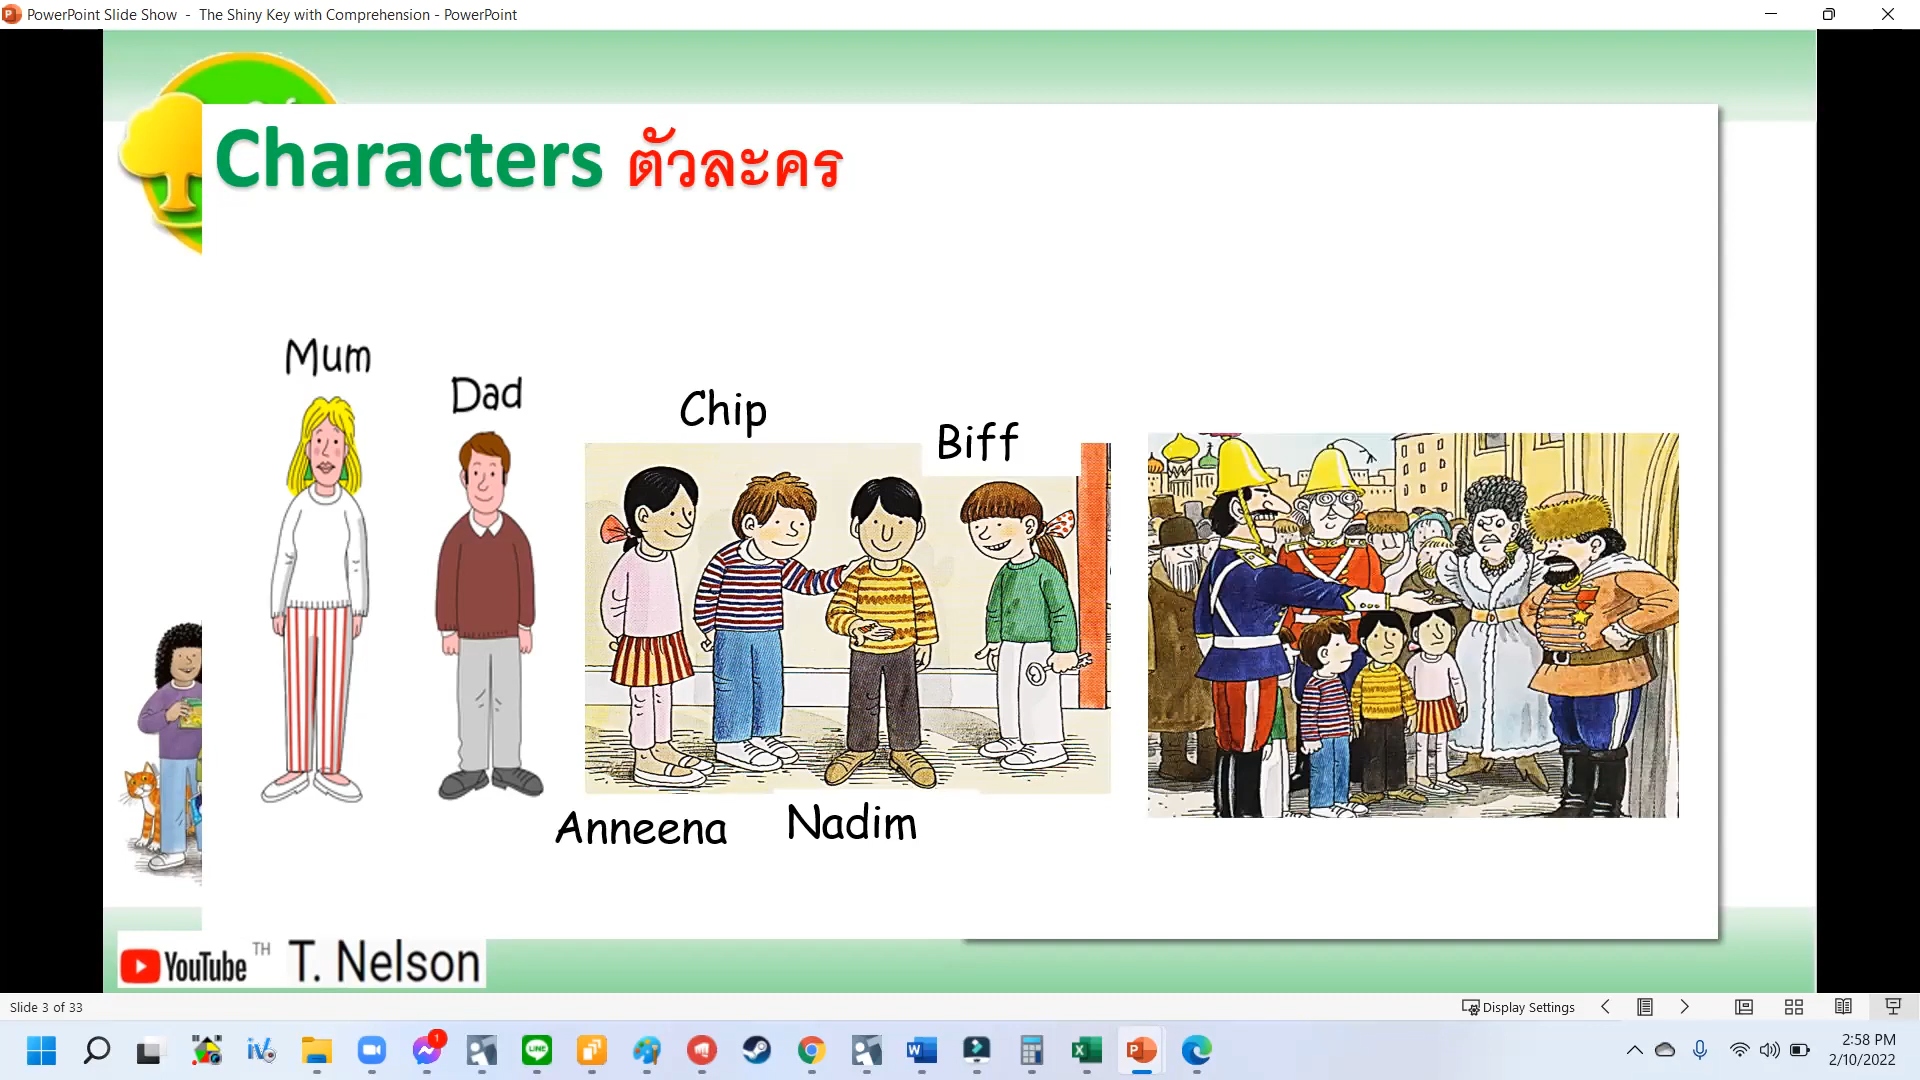 PowerPoint Slide Show - The Shiny Key with Comprehension - PowerPoint
Characters ตัวละคร
Mum
Dad
Chip
Biff
Anneena
Nadim
YouTube TH T. Nelson
Slide 3 of 33
Display Settings
1
2:58 PM
2/10/2022